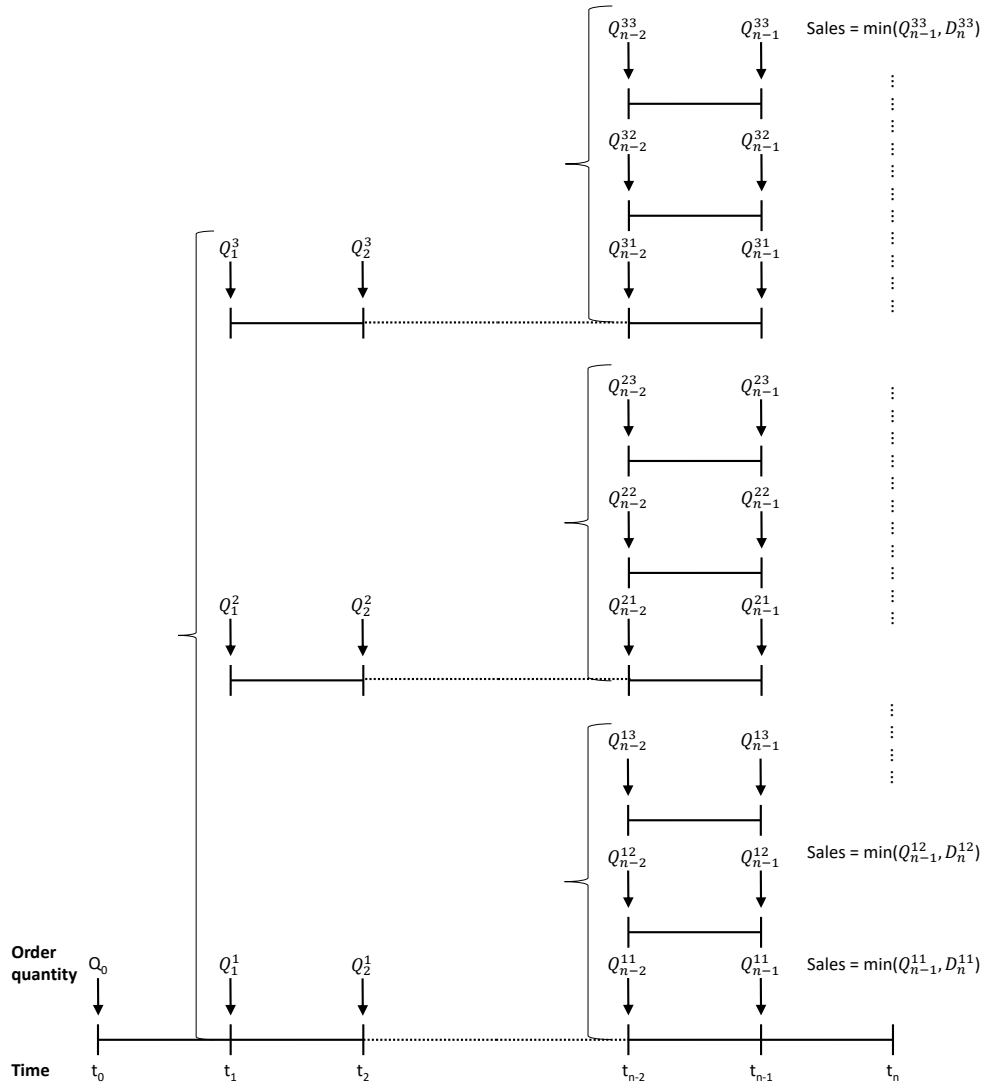 Q_{n-2}^{33} Q_{n-1}^{33} Sales = min(Q_{n-1}^{33}, D_n^{33})
Q_{n-2}^{32} Q_{n-1}^{32}
Q_1^3 Q_2^3 Q_{n-2}^{31} Q_{n-1}^{31}
Q_{n-2}^{23} Q_{n-1}^{23}
Q_{n-2}^{22} Q_{n-1}^{22}
Q_1^2 Q_2^2 Q_{n-2}^{21} Q_{n-1}^{21}
Q_{n-2}^{13} Q_{n-1}^{13}
Q_{n-2}^{12} Q_{n-1}^{12} Sales = min(Q_{n-1}^{12}, D_n^{12})
Order
quantity Q_0 Q_1^1 Q_2^1 Q_{n-2}^{11} Q_{n-1}^{11} Sales = min(Q_{n-1}^{11}, D_n^{11})
Time t_0 t_1 t_2 t_{n-2} t_{n-1} t_n